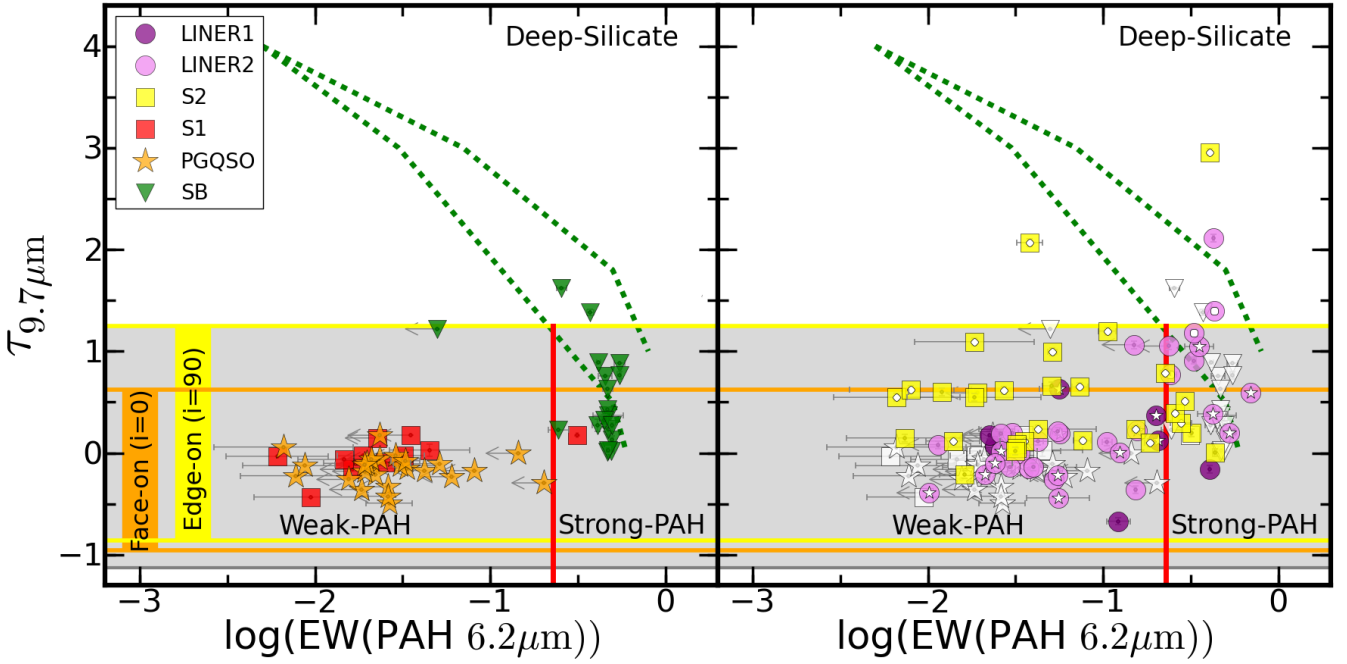 Deep-Silicate
Deep-Silicate
LINER1
LINER2
S2
S1
PGQSO
SB
4
3
2
1
0
−1
τ9.7μm
Face-on (i=0)
Edge-on (i=90)
Weak-PAH
Strong-PAH
Weak-PAH
Strong-PAH
−3
−2
−1
0
−3
−2
−1
0
log(EW(PAH 6.2μm))
log(EW(PAH 6.2μm))